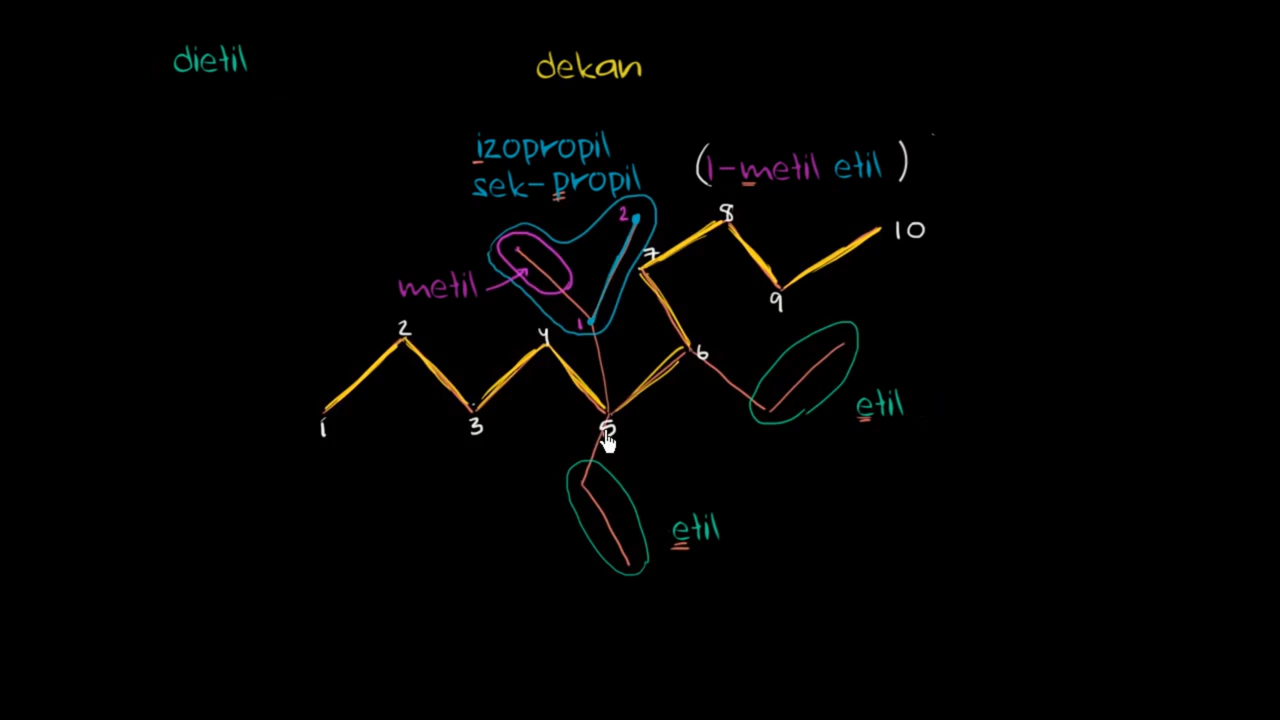 dietil
dekan
izopropil
sek-propil
(1-metil etil)
2
8
7
10
metil
1
9
2
4
6
1
3
5
etil
etil